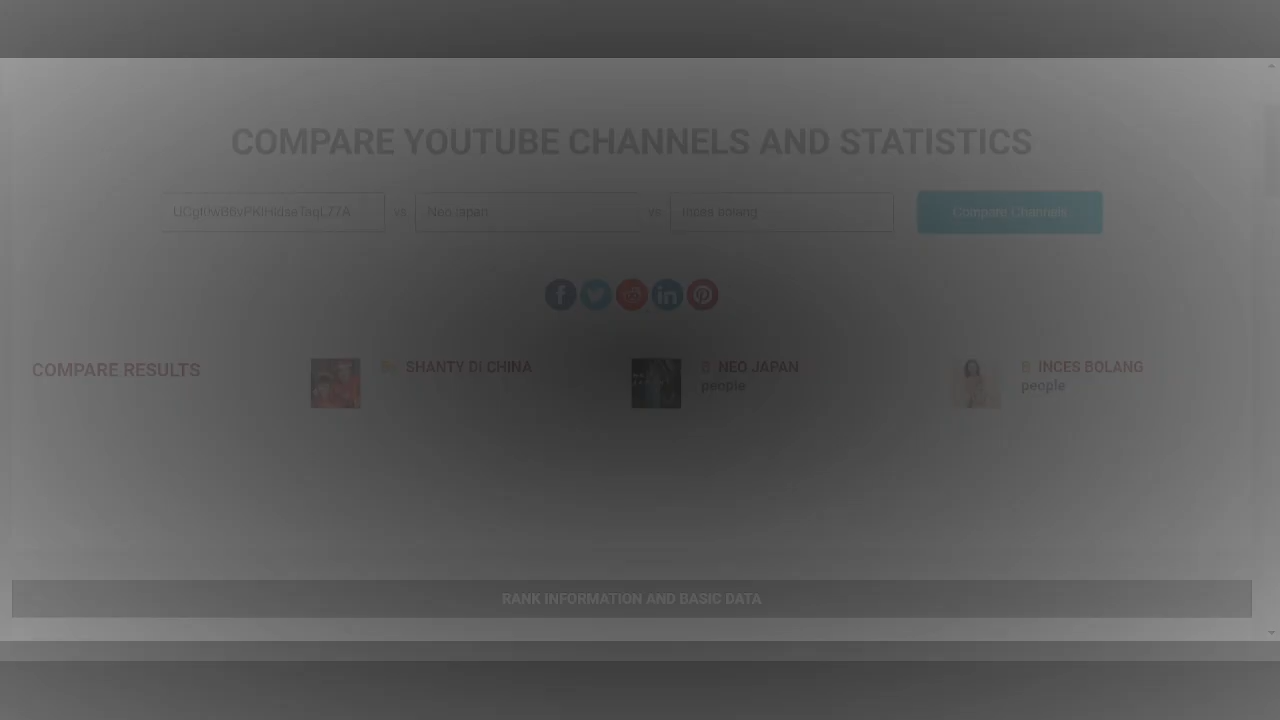 COMPARE YOUTUBE CHANNELS AND STATISTICS
vs Neo Japan vs Inces bolang Compare Channels
COMPARE RESULTS
SHANTY DI CHINA
B NEO JAPAN
people
B INCES BOLANG
people
RANK INFORMATION AND BASIC DATA